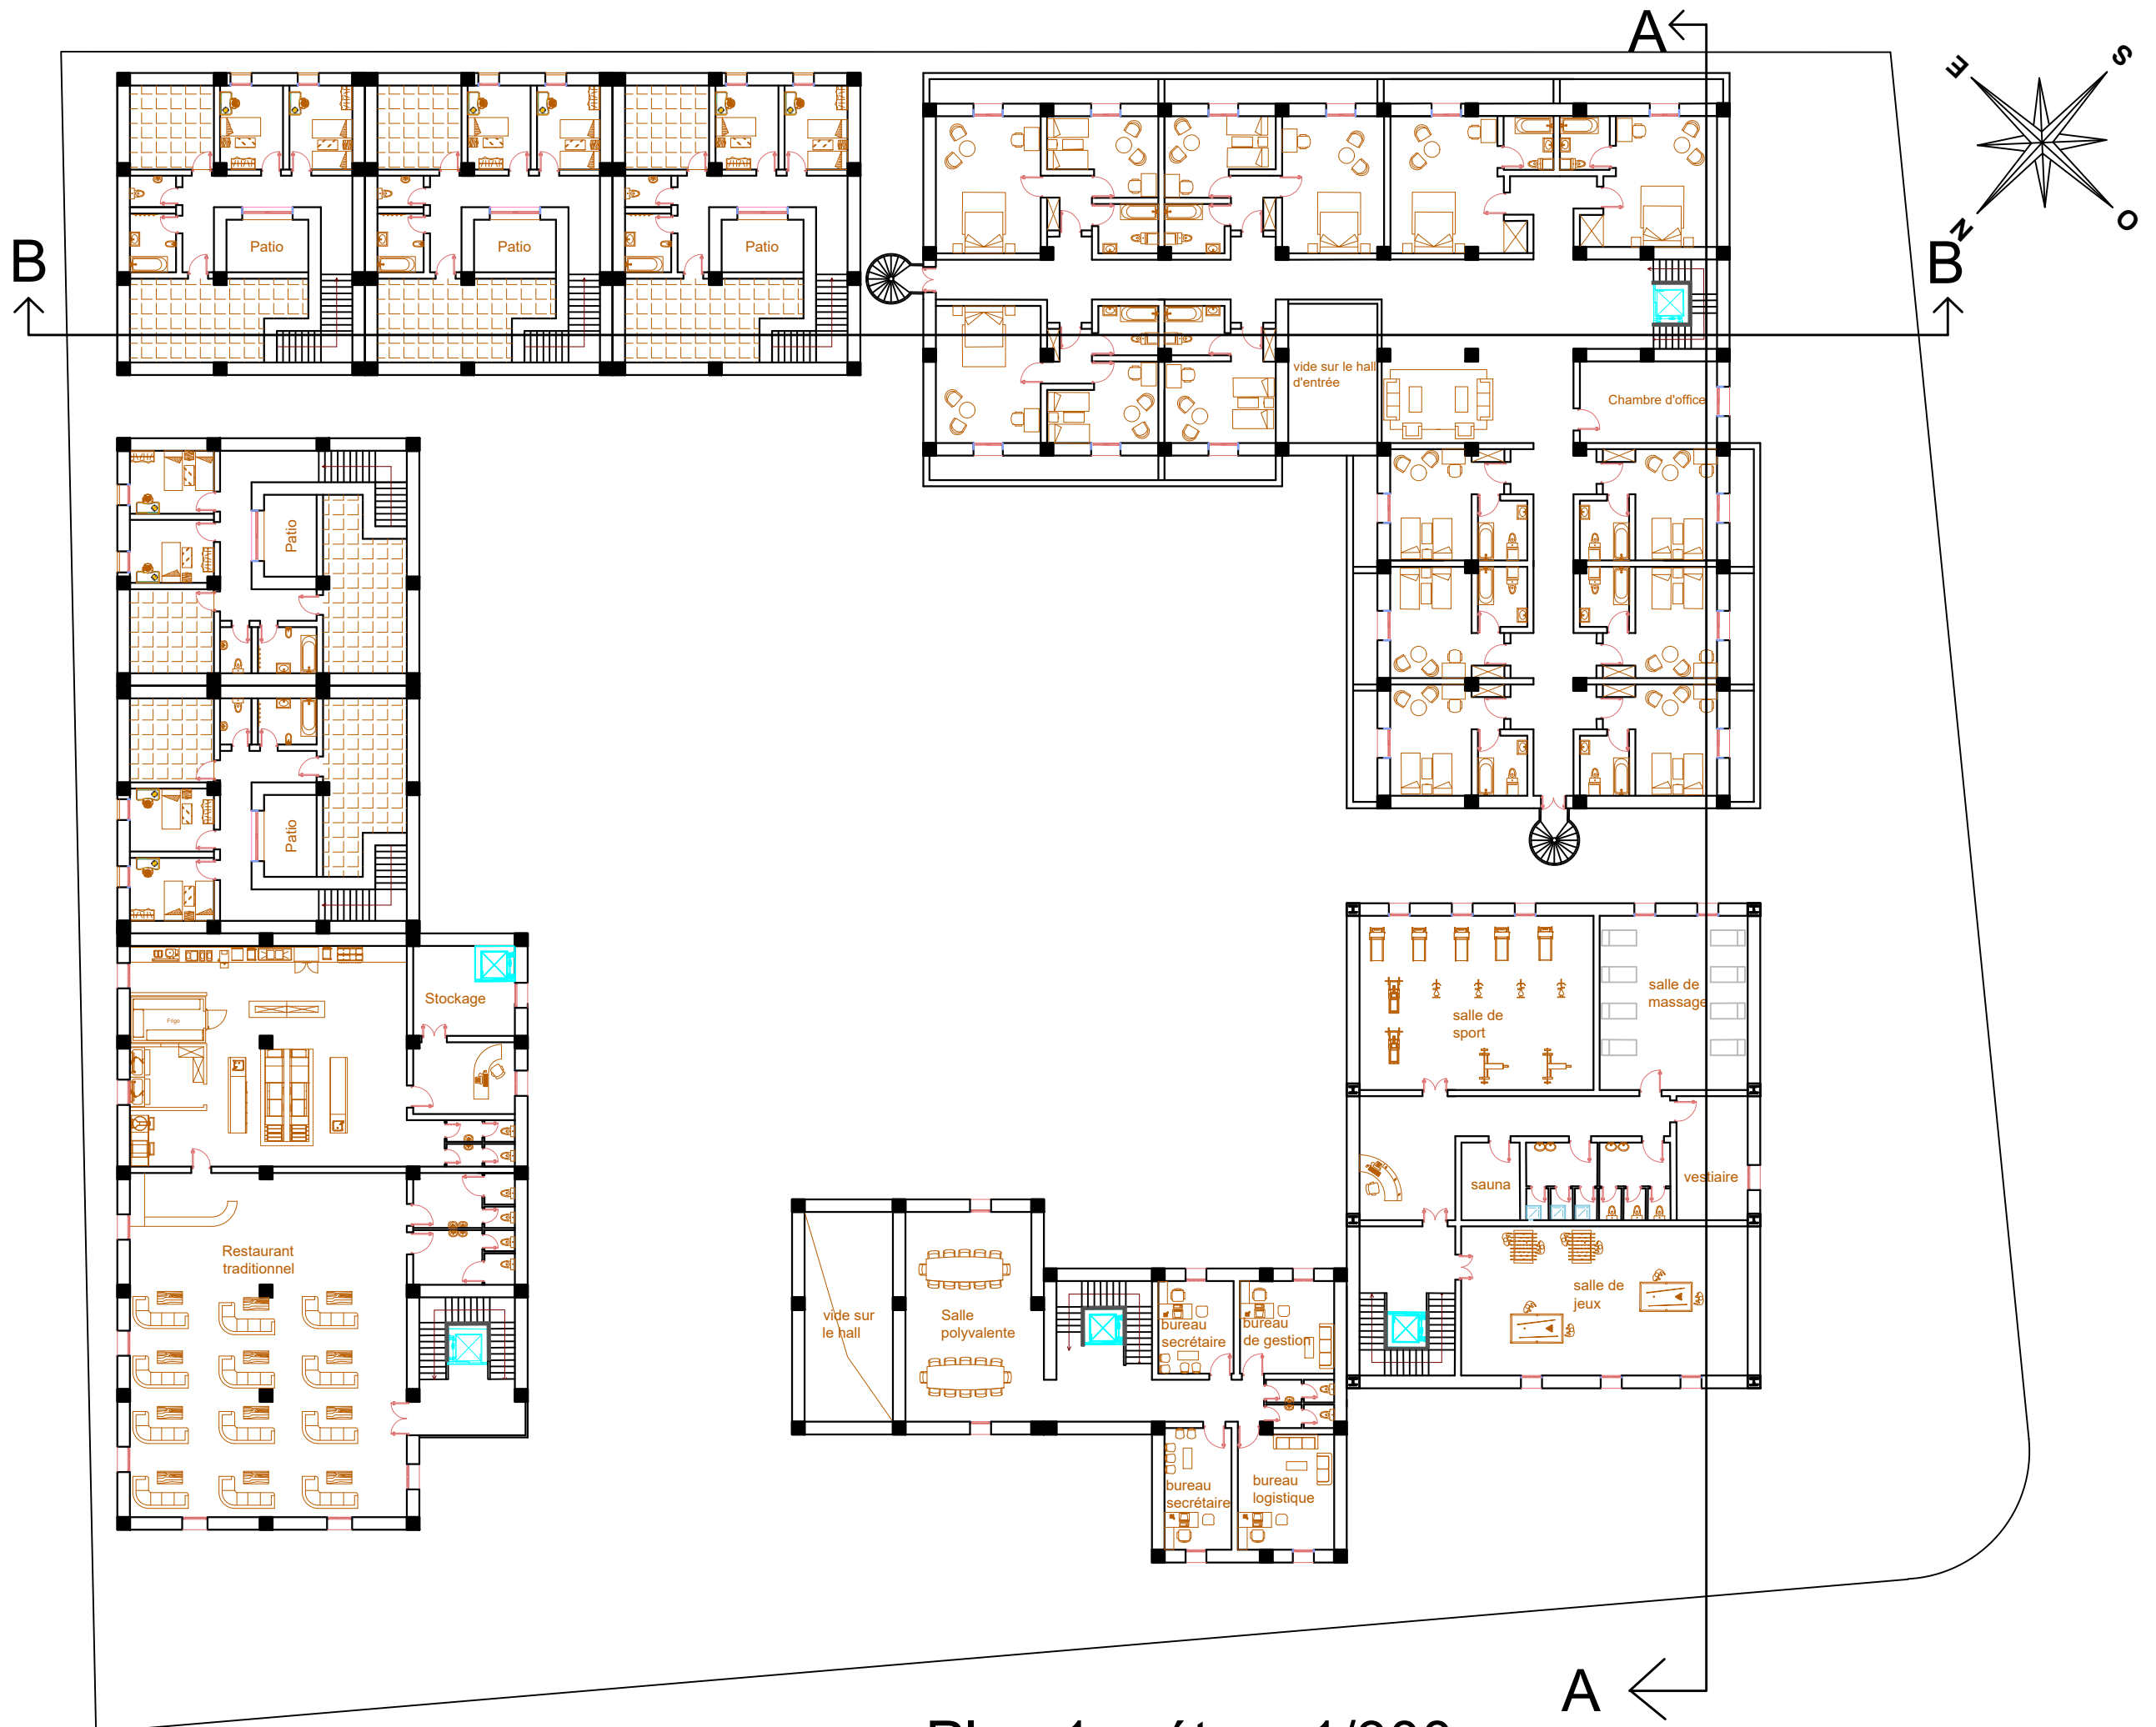 A
S
E
N
O
B
B
Patio
Patio
Patio
vide sur le hall
d'entrée
Chambre d'office
Patio
Patio
Stockage
Frigo
salle de
massage
salle de
sport
sauna
vestiaire
Restaurant
traditionnel
vide sur
le hall
Salle
polyvalente
bureau
secrétaire
bureau
de gestion
salle de
jeux
bureau
secrétaire
bureau
logistique
A